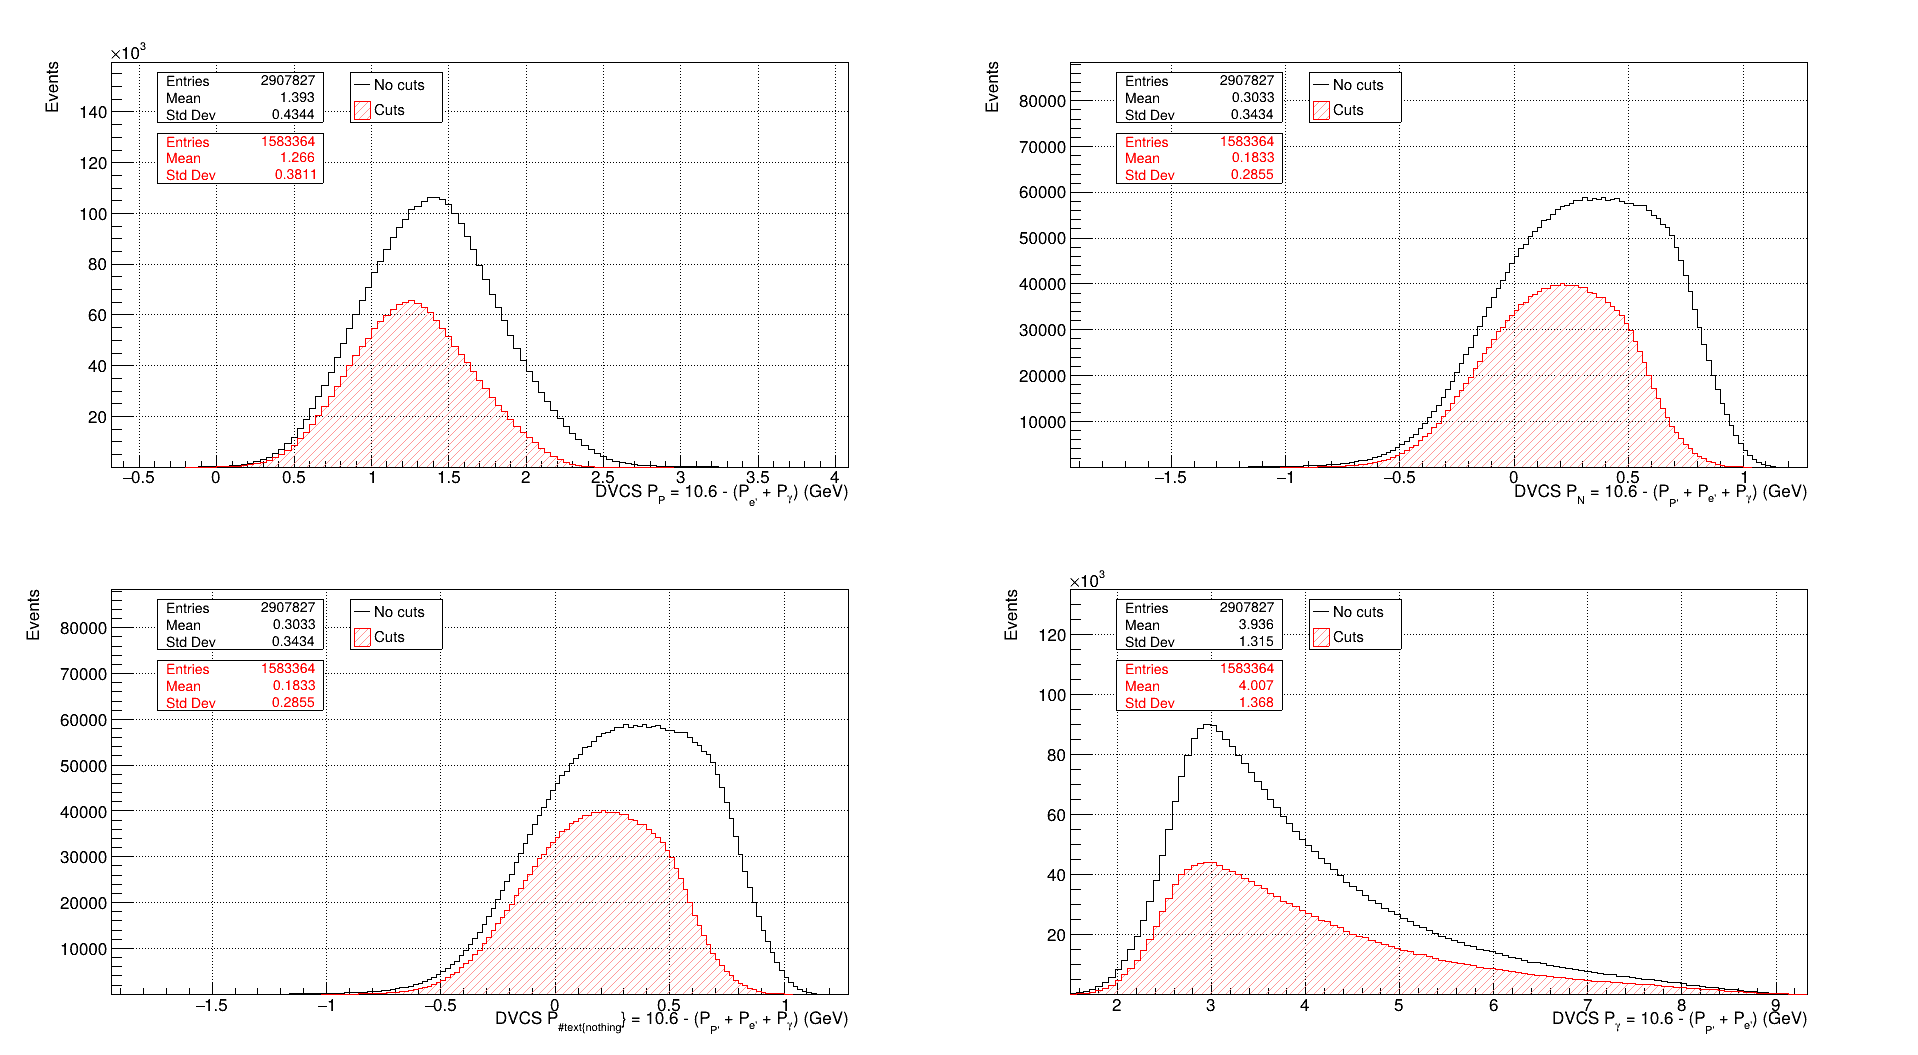 ×10³
Events
Entries 2907827
Mean 1.393
Std Dev 0.4344
Entries 1583364
Mean 1.266
Std Dev 0.3811
No cuts
Cuts
140
120
100
80
60
40
20
−0.5 0 0.5 1 1.5 2 2.5 3 3.5 4
DVCS P_P = 10.6 - (P_e' + P_γ) (GeV)
Events
Entries 2907827
Mean 0.3033
Std Dev 0.3434
Entries 1583364
Mean 0.1833
Std Dev 0.2855
No cuts
Cuts
80000
70000
60000
50000
40000
30000
20000
10000
−1.5 −1 −0.5 0 0.5 1
DVCS P_N = 10.6 - (P_P' + P_e' + P_γ) (GeV)
Events
Entries 2907827
Mean 0.3033
Std Dev 0.3434
Entries 1583364
Mean 0.1833
Std Dev 0.2855
No cuts
Cuts
80000
70000
60000
50000
40000
30000
20000
10000
−1.5 −1 −0.5 0 0.5 1
DVCS P_#text{nothing} = 10.6 - (P_P' + P_e' + P_γ) (GeV)
×10³
Events
Entries 2907827
Mean 3.936
Std Dev 1.315
Entries 1583364
Mean 4.007
Std Dev 1.368
No cuts
Cuts
120
100
80
60
40
20
2 3 4 5 6 7 8 9
DVCS P_γ = 10.6 - (P_P' + P_e') (GeV)